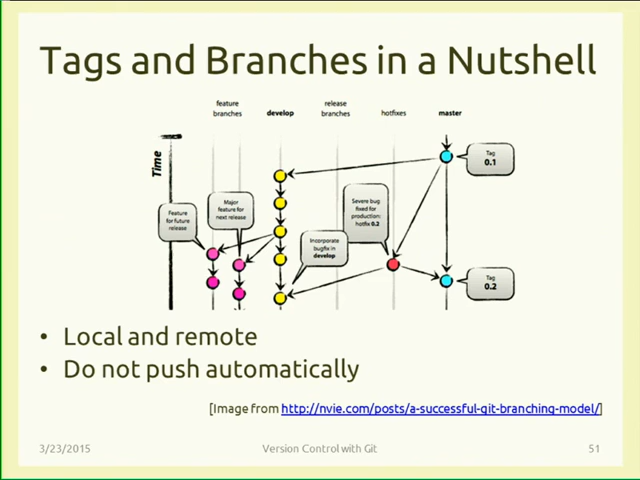 Tags and Branches in a Nutshell
feature
branches
develop
release
branches
hotfixes
master
Time
Tag
0.1
Major
feature for
next release
Feature
for future
release
Severe bug
fixed for
production:
hotfix 0.2
Incorporate
bugfix in
develop
Tag
0.2
• Local and remote
• Do not push automatically
[Image from http://nvie.com/posts/a-successful-git-branching-model/]
3/23/2015
Version Control with Git
51